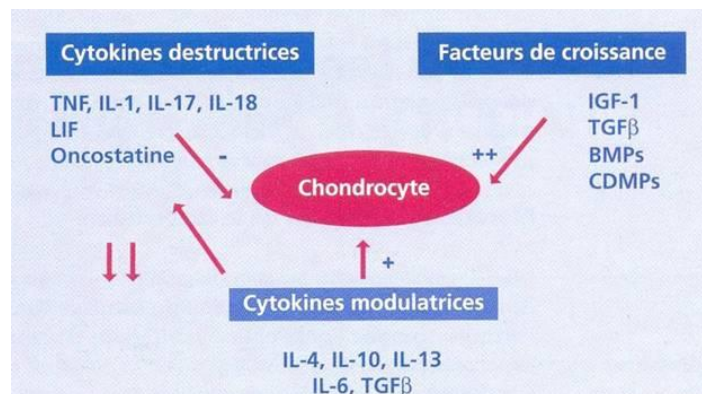 Cytokines destructrices
Facteurs de croissance
TNF, IL-1, IL-17, IL-18
LIF
Oncostatine
-
IGF-1
TGFβ
BMPs
CDMPs
++
Chondrocyte
+
Cytokines modulatrices
IL-4, IL-10, IL-13
IL-6, TGFβ